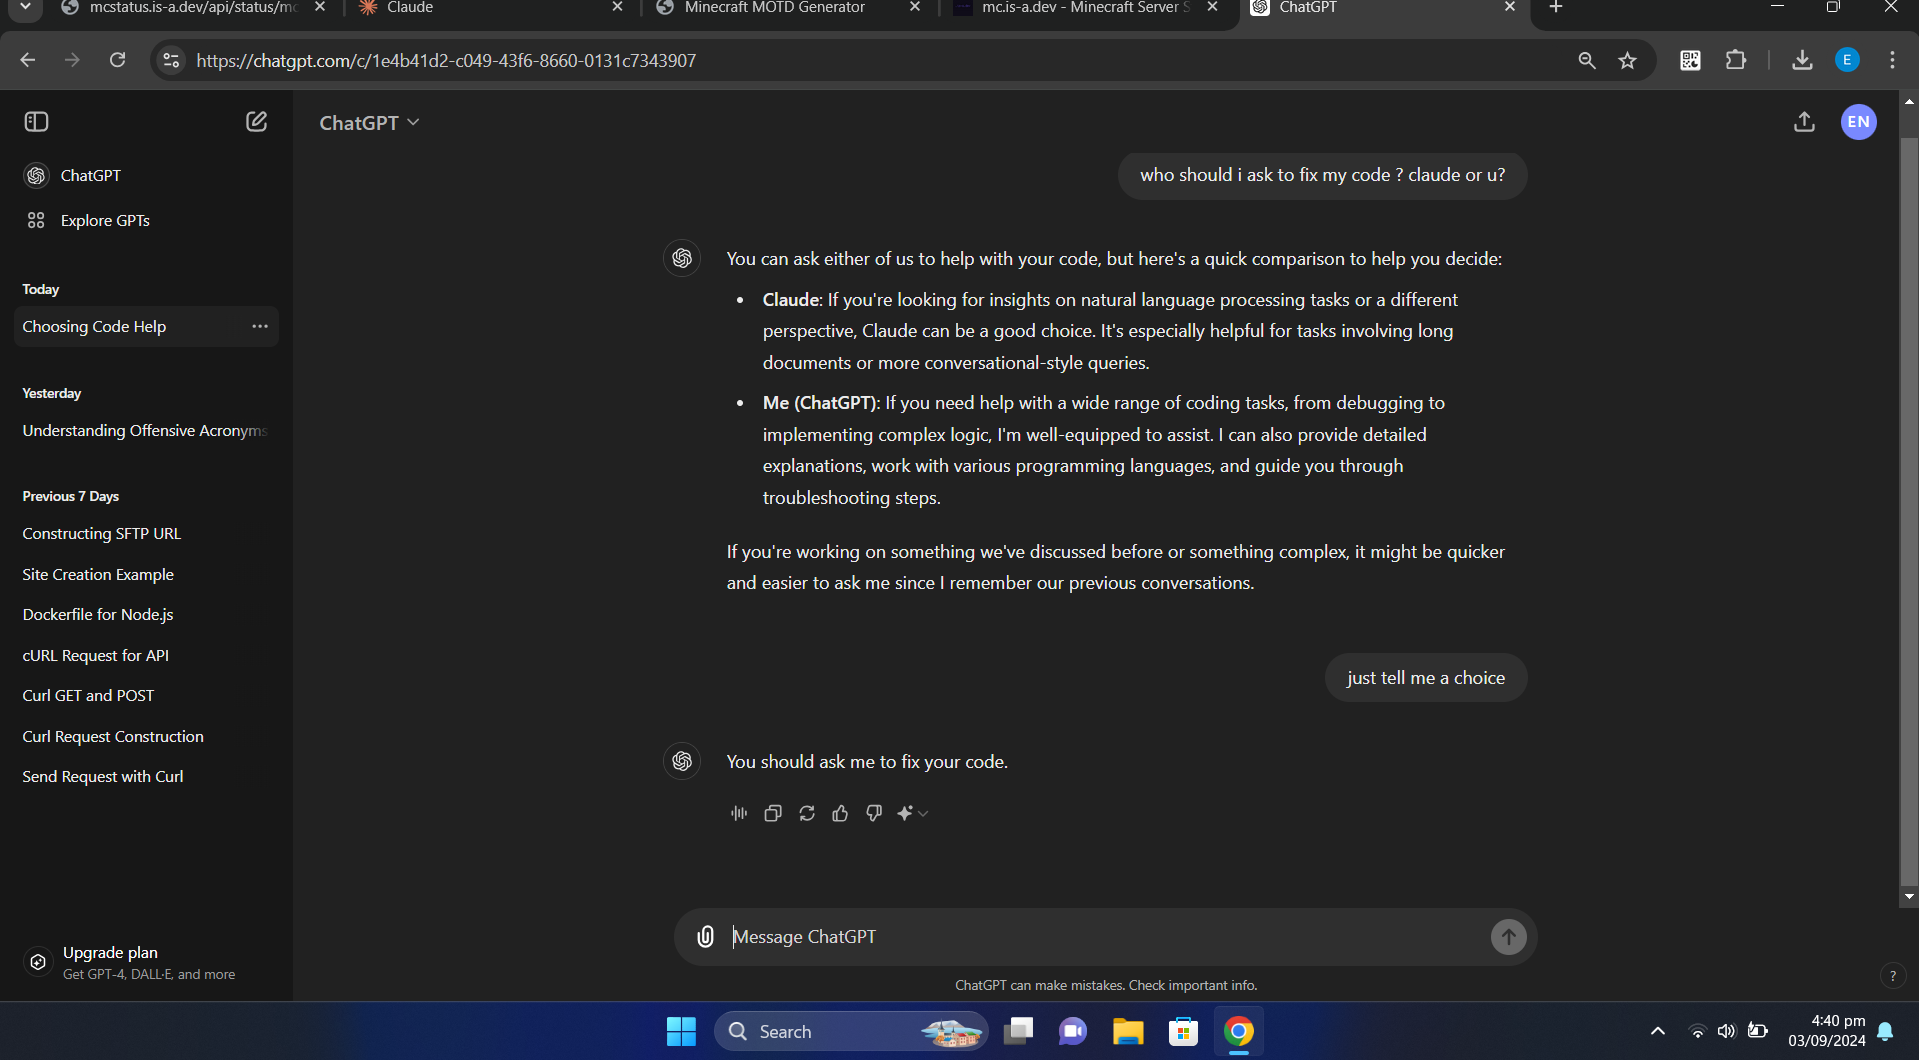 mcstatus.is-a.dev/api/status/mc
Claude
Minecraft MOTD Generator
mc.is-a.dev - Minecraft Server S
ChatGPT
https://chatgpt.com/c/1e4b41d2-c049-43f6-8660-0131c7343907
E
ChatGPT
EN
ChatGPT
Explore GPTs
Today
Choosing Code Help
Yesterday
Understanding Offensive Acronyms
Previous 7 Days
Constructing SFTP URL
Site Creation Example
Dockerfile for Node.js
cURL Request for API
Curl GET and POST
Curl Request Construction
Send Request with Curl
Upgrade plan
Get GPT-4, DALL·E, and more
who should i ask to fix my code ? claude or u?
You can ask either of us to help with your code, but here's a quick comparison to help you decide:
• Claude: If you're looking for insights on natural language processing tasks or a different
perspective, Claude can be a good choice. It's especially helpful for tasks involving long
documents or more conversational-style queries.
• Me (ChatGPT): If you need help with a wide range of coding tasks, from debugging to
implementing complex logic, I'm well-equipped to assist. I can also provide detailed
explanations, work with various programming languages, and guide you through
troubleshooting steps.
If you're working on something we've discussed before or something complex, it might be quicker
and easier to ask me since I remember our previous conversations.
just tell me a choice
You should ask me to fix your code.
Message ChatGPT
ChatGPT can make mistakes. Check important info.
?
Search
4:40 pm
03/09/2024